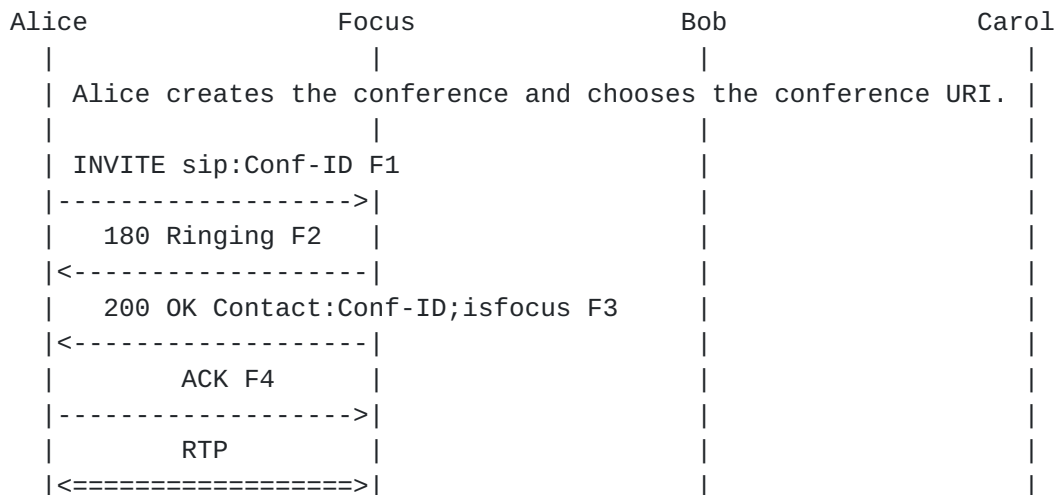 Alice                Focus                 Bob                Carol
  |                    |                    |                    |
  | Alice creates the conference and chooses the conference URI. |
  |                    |                    |                    |
  | INVITE sip:Conf-ID F1                   |                    |
  |------------------->|                    |                    |
  |   180 Ringing F2   |                    |                    |
  |<-------------------|                    |                    |
  |   200 OK Contact:Conf-ID;isfocus F3     |                    |
  |<-------------------|                    |                    |
  |        ACK F4      |                    |                    |
  |------------------->|                    |                    |
  |        RTP         |                    |                    |
  |<==================>|                    |                    |